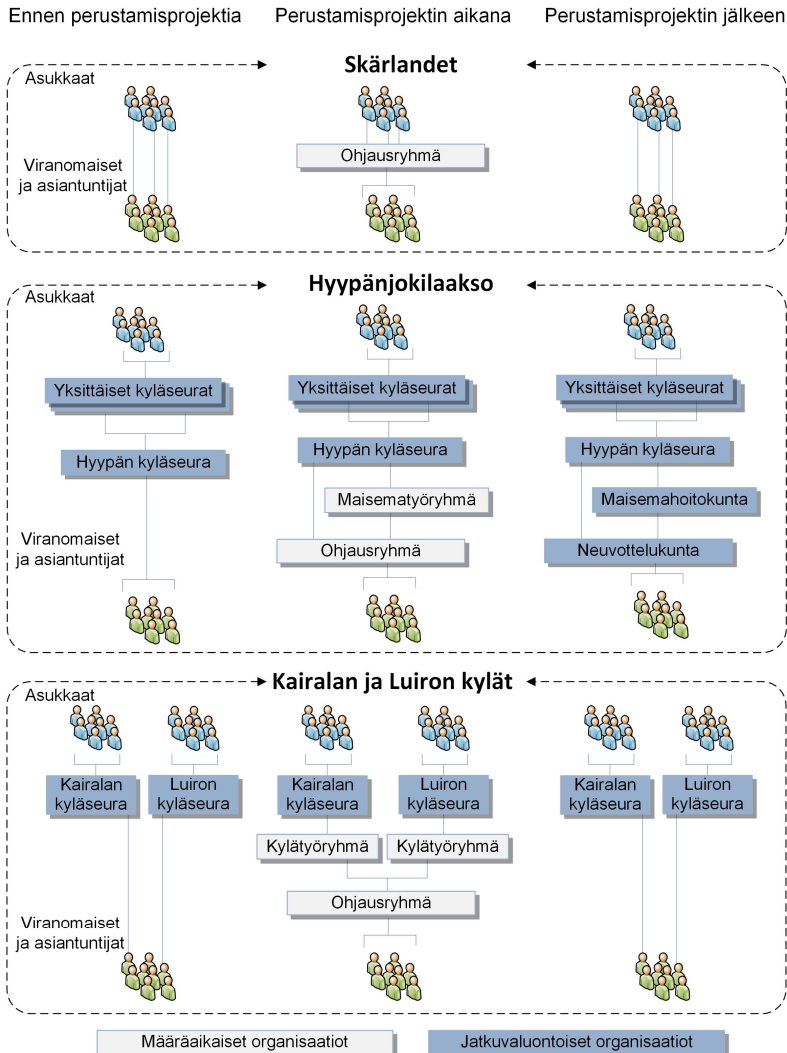 Ennen perustamisprojektia
Perustamisprojektin aikana
Perustamisprojektin jälkeen
Skärlandet
Asukkaat
Ohjausryhmä
Viranomaiset
ja asiantuntijat
Hyypänjokilaakso
Asukkaat
Yksittäiset kyläseurat
Yksittäiset kyläseurat
Yksittäiset kyläseurat
Hyypän kyläseura
Hyypän kyläseura
Hyypän kyläseura
Maisematyöryhmä
Maisemahoitokunta
Viranomaiset
ja asiantuntijat
Ohjausryhmä
Neuvottelukunta
Kairalan ja Luiron kylät
Asukkaat
Kairalan
kyläseura
Luiron
kyläseura
Kairalan
kyläseura
Luiron
kyläseura
Kairalan
kyläseura
Luiron
kyläseura
Kylätyöryhmä
Kylätyöryhmä
Ohjausryhmä
Viranomaiset
ja asiantuntijat
Määräaikaiset organisaatiot
Jatkuvaluontoiset organisaatiot